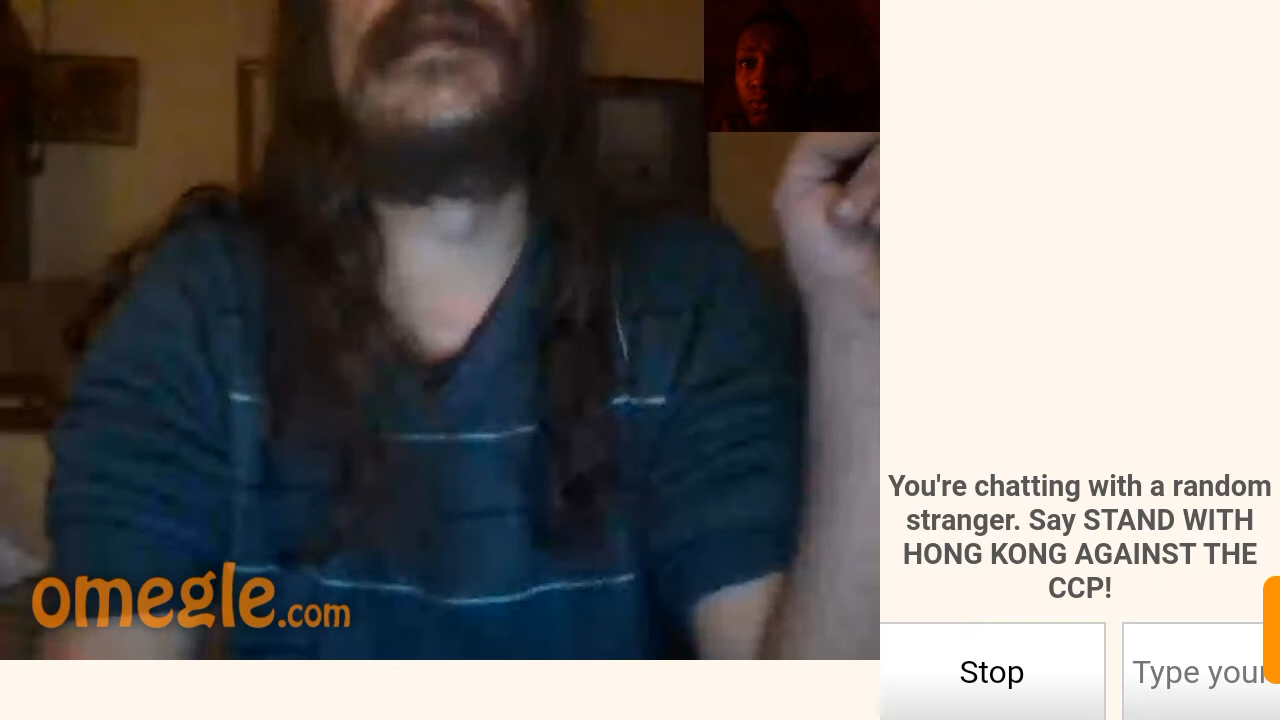 You're chatting with a random
stranger. Say STAND WITH
HONG KONG AGAINST THE
CCP!
omegle.com
Stop
Type your